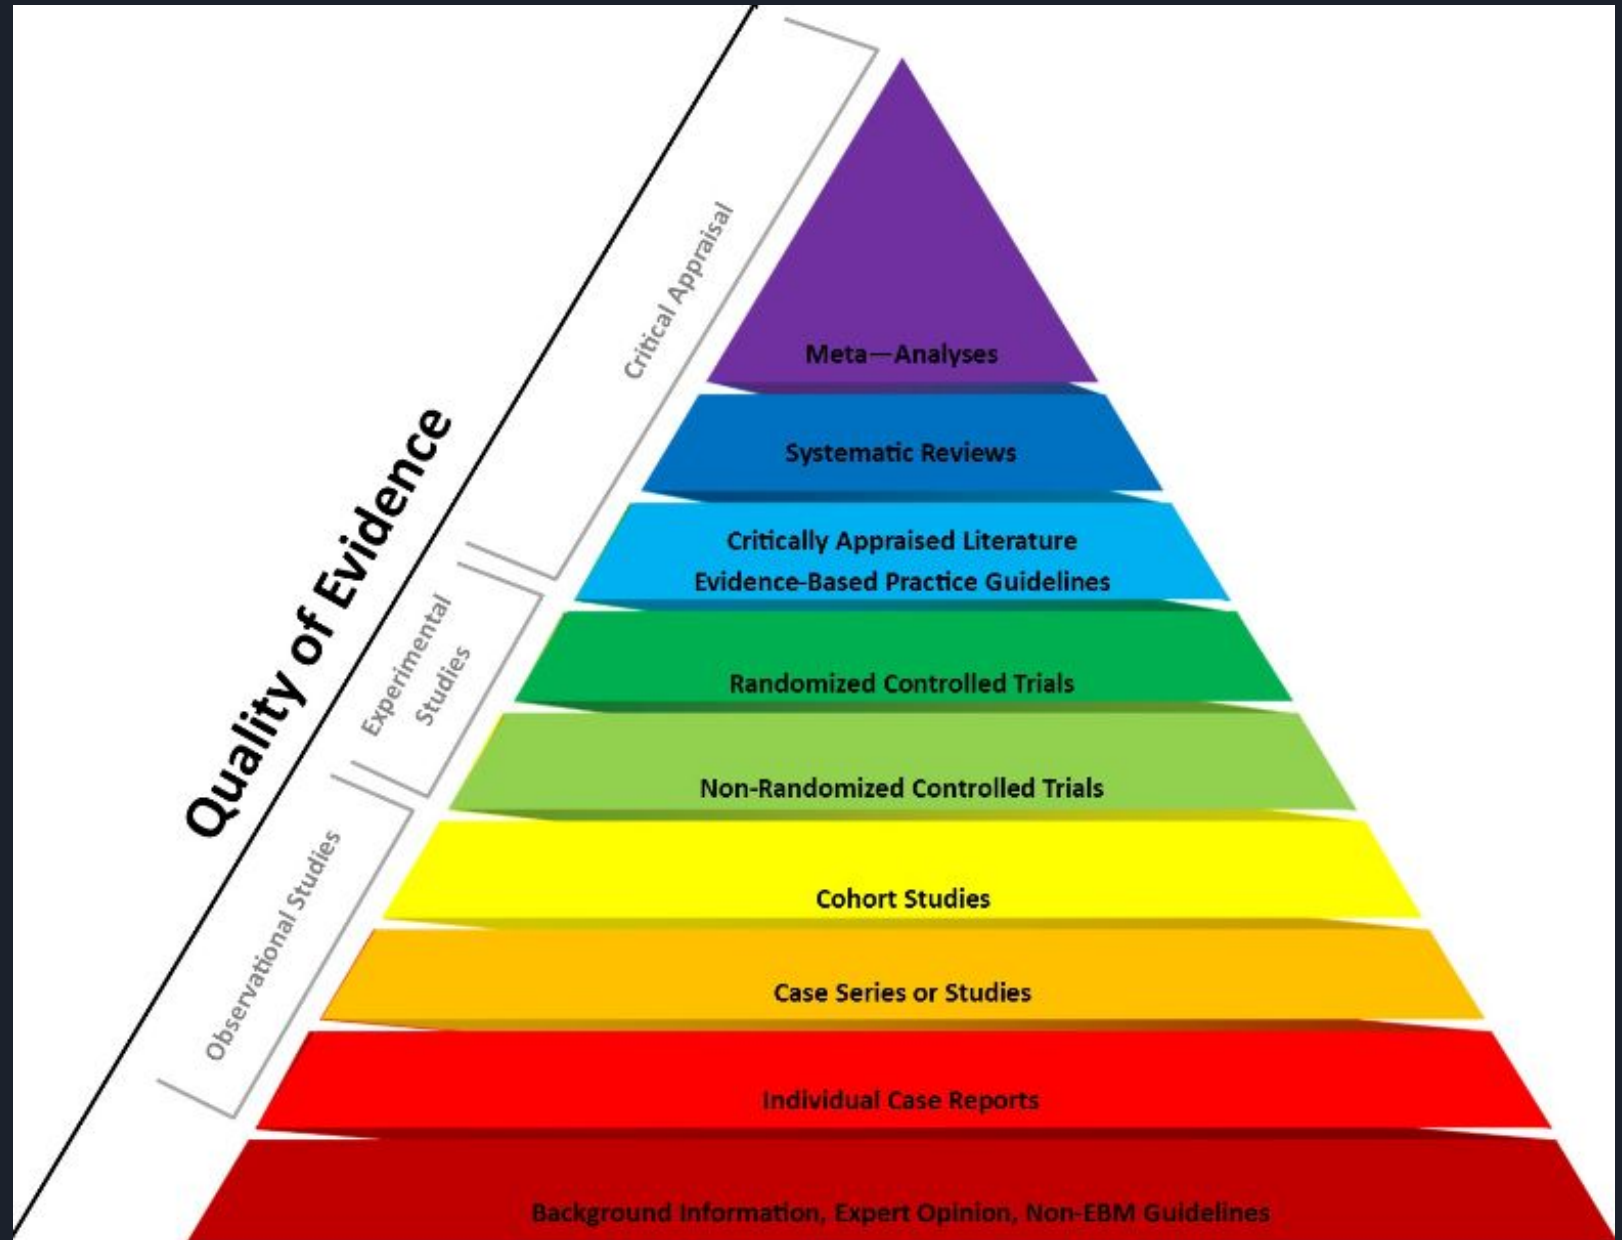 Quality of Evidence
Critical Appraisal
Experimental
Studies
Observational Studies
Meta—Analyses
Systematic Reviews
Critically Appraised Literature
Evidence-Based Practice Guidelines
Randomized Controlled Trials
Non-Randomized Controlled Trials
Cohort Studies
Case Series or Studies
Individual Case Reports
Background Information, Expert Opinion, Non-EBM Guidelines